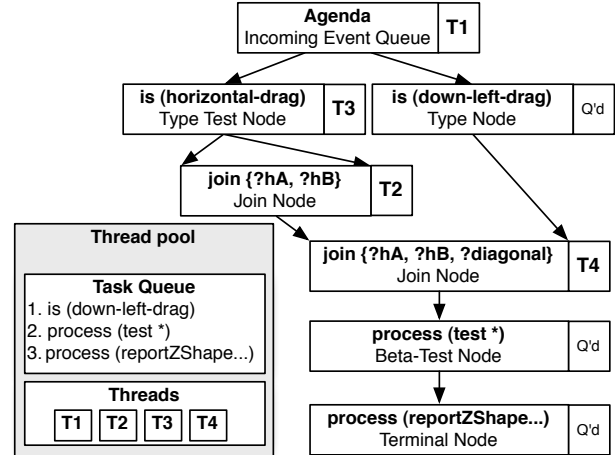 Agenda
Incoming Event Queue
T1
is (horizontal-drag)
Type Test Node
T3
is (down-left-drag)
Type Node
Q'd
join {?hA, ?hB}
Join Node
T2
join {?hA, ?hB, ?diagonal}
Join Node
T4
process (test *)
Beta-Test Node
Q'd
process (reportZShape...)
Terminal Node
Q'd
Thread pool
Task Queue
1. is (down-left-drag)
2. process (test *)
3. process (reportZShape...)
Threads
T1 T2 T3 T4